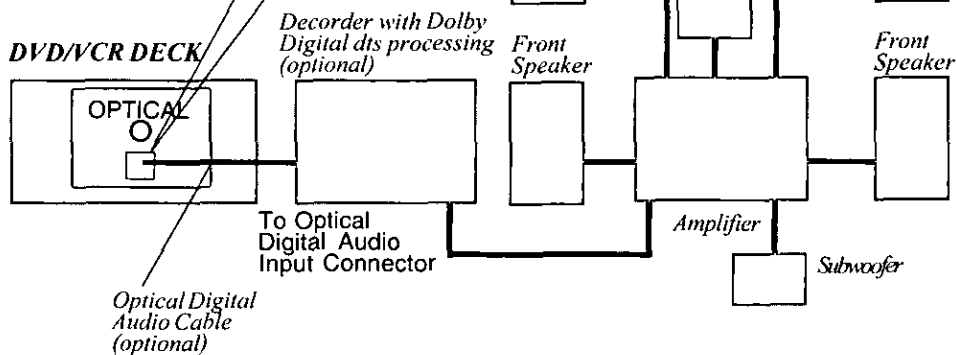 Decorder with Dolby
Digital dts processing
(optional)
DVD/VCR DECK
Front
Speaker
Front
Speaker
OPTICAL
To Optical
Digital Audio
Input Connector
Amplifier
Subwoofer
Optical Digital
Audio Cable
(optional)